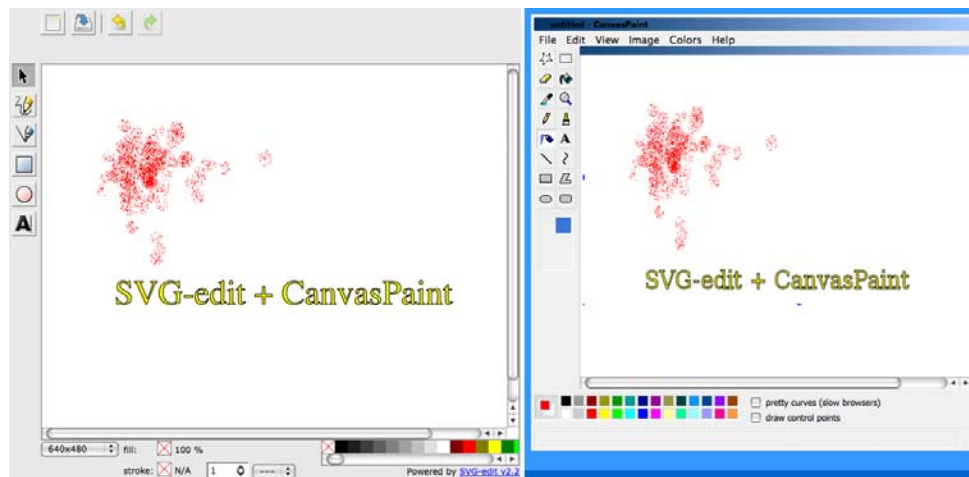 untitled - CanvasPaint
File Edit View Image Colors Help
A
A
SVG-edit + CanvasPaint
SVG-edit + CanvasPaint
640x480
fill:
100 %
stroke:
N/A
1
---
Powered by SVG-edit v2.2
pretty curves (slow browsers)
draw control points